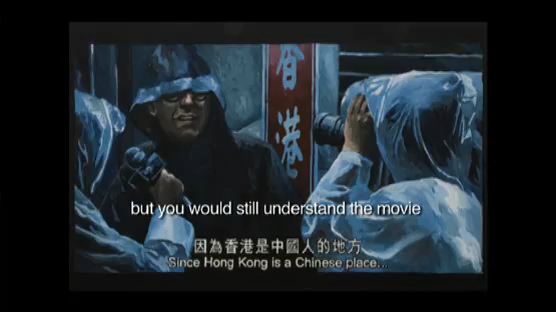 香港
but you would still understand the movie
因為香港是中國人的地方
Since Hong Kong is a Chinese place...